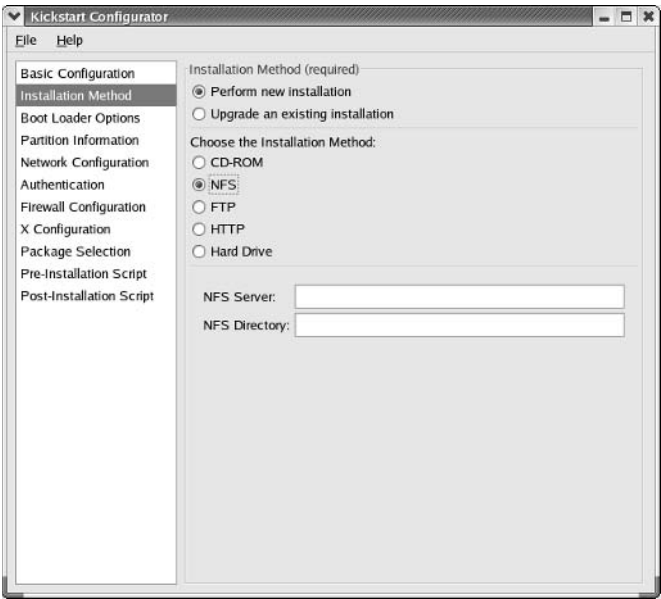 Kickstart Configurator
File Help
Basic Configuration
Installation Method
Boot Loader Options
Partition Information
Network Configuration
Authentication
Firewall Configuration
X Configuration
Package Selection
Pre-Installation Script
Post-Installation Script
Installation Method (required)
Perform new installation
Upgrade an existing installation
Choose the Installation Method:
CD-ROM
NFS
FTP
HTTP
Hard Drive
NFS Server:
NFS Directory: